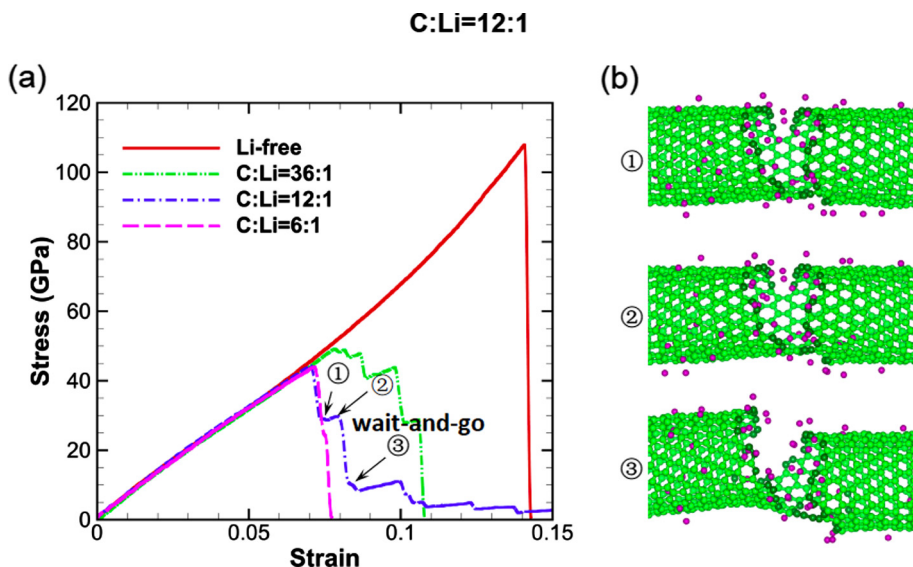 C:Li=12:1
(a)
(b)
120
100
80
60
40
20
0
Stress (GPa)
Li-free
C:Li=36:1
C:Li=12:1
C:Li=6:1
①
②
wait-and-go
③
0
0.05
0.1
0.15
Strain
①
②
③